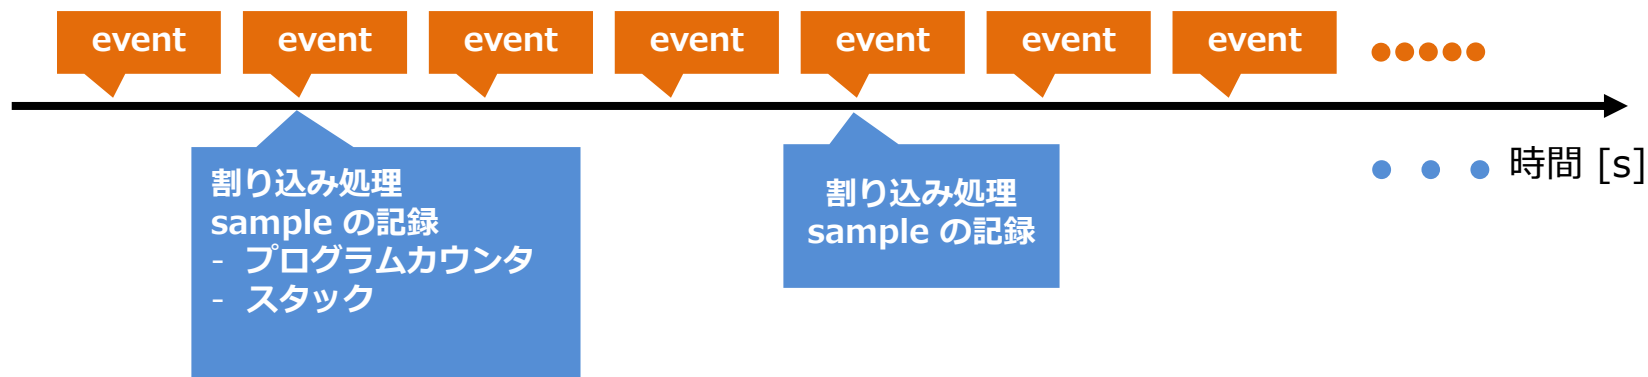 event event event event event event event
割り込み処理
sample の記録
- プログラムカウンタ
- スタック
割り込み処理
sample の記録
時間 [s]